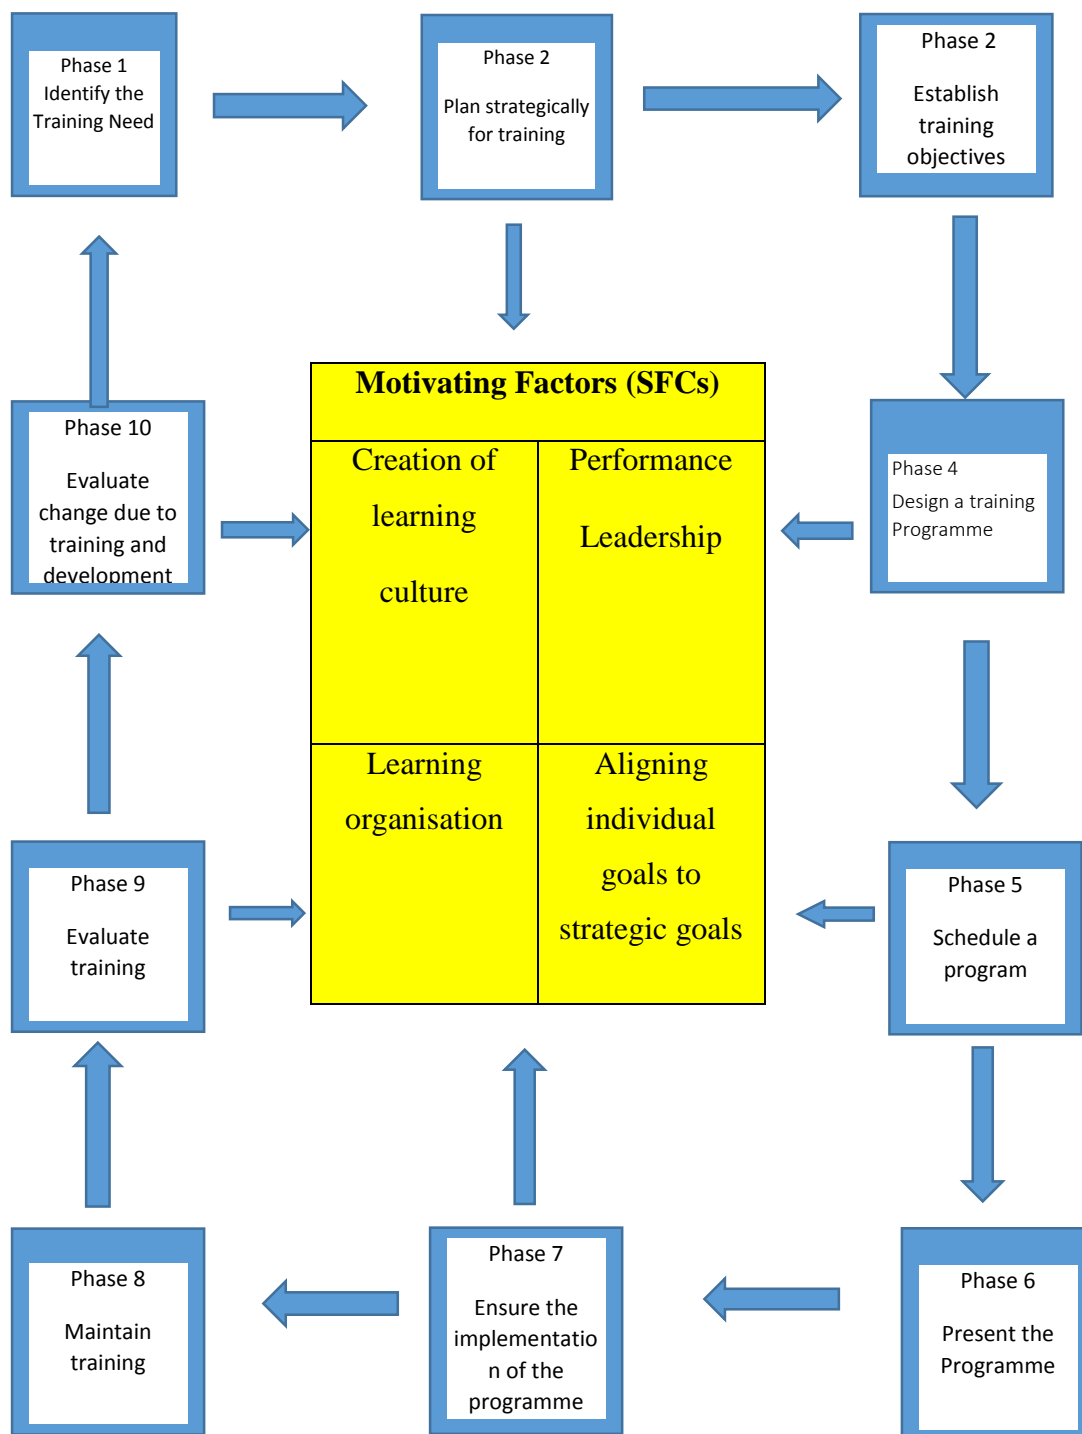 Phase 1
Identify the
Training Need
Phase 2
Plan strategically
for training
Phase 2
Establish
training
objectives
Motivating Factors (SFCs)
Creation of
learning
culture
Performance
Leadership
Learning
organisation
Aligning
individual
goals to
strategic goals
Phase 10
Evaluate
change due to
training and
development
Phase 4
Design a training
Programme
Phase 9
Evaluate
training
Phase 5
Schedule a
program
Phase 8
Maintain
training
Phase 7
Ensure the
implementatio
n of the
programme
Phase 6
Present the
Programme